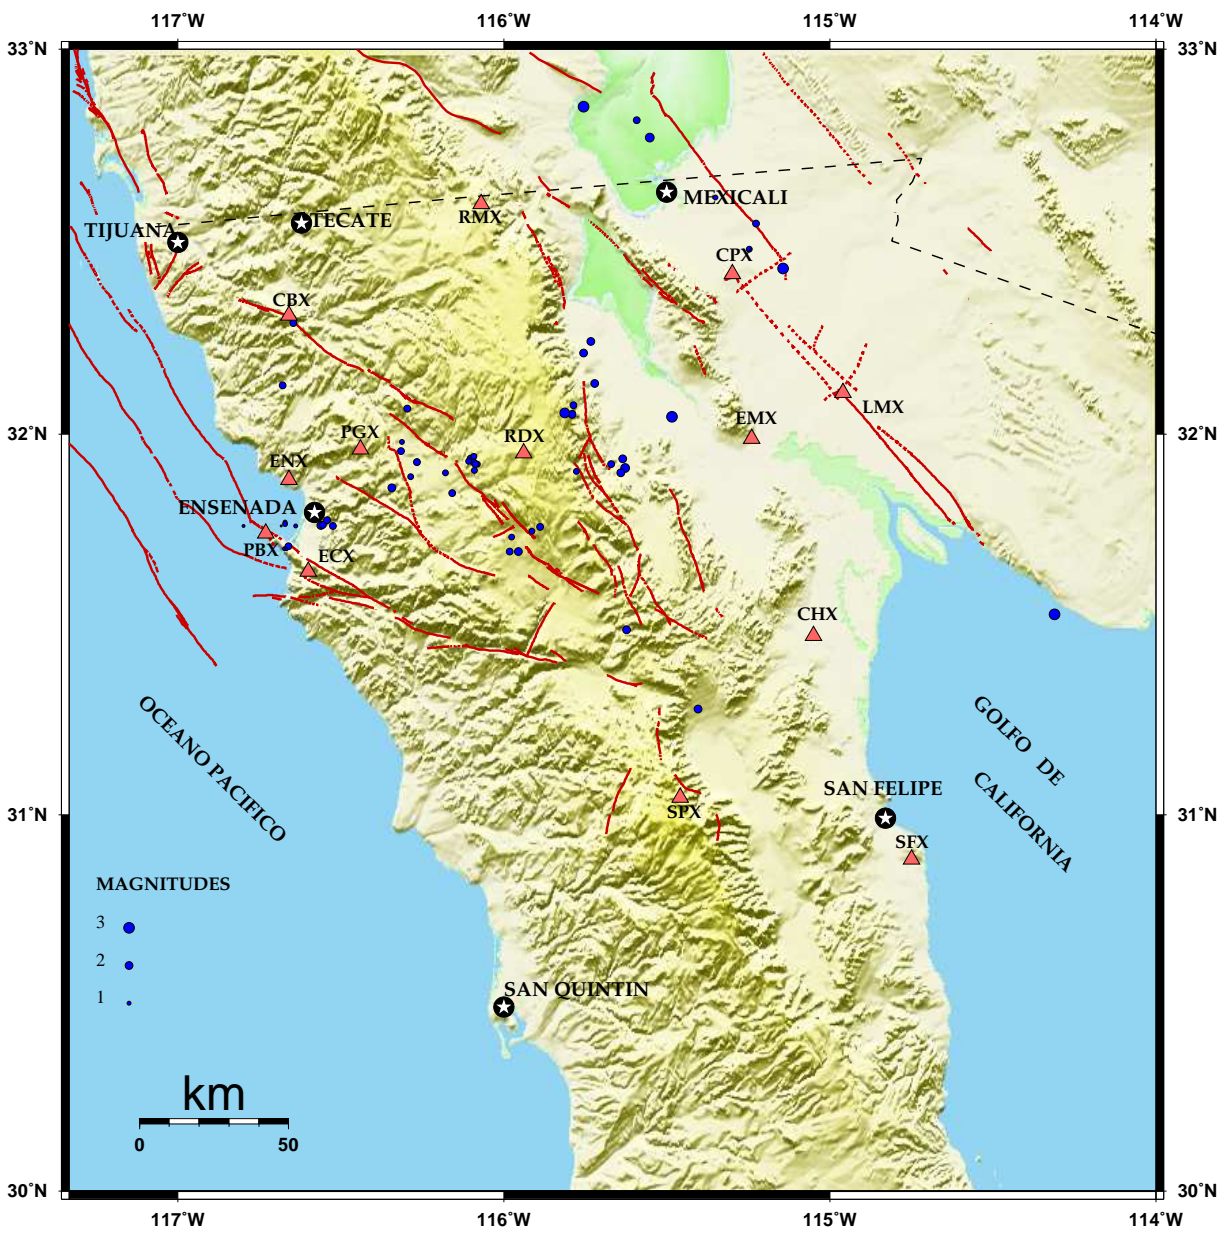 117°W 116°W 115°W 114°W
33°N 33°N
MEXICALI
TECATE
RMX
TIJUANA
CPX
CBX
LMX
EMX
PGX
RDX
ENX
ENSENADA
PBX
ECX
CHX
OCEANO PACIFICO
GOLFO DE
CALIFORNIA
32°N 32°N
31°N 31°N
SAN FELIPE
SPX
SFX
MAGNITUDES
3
2
1
SAN QUINTIN
km
0 50
30°N 30°N
117°W 116°W 115°W 114°W